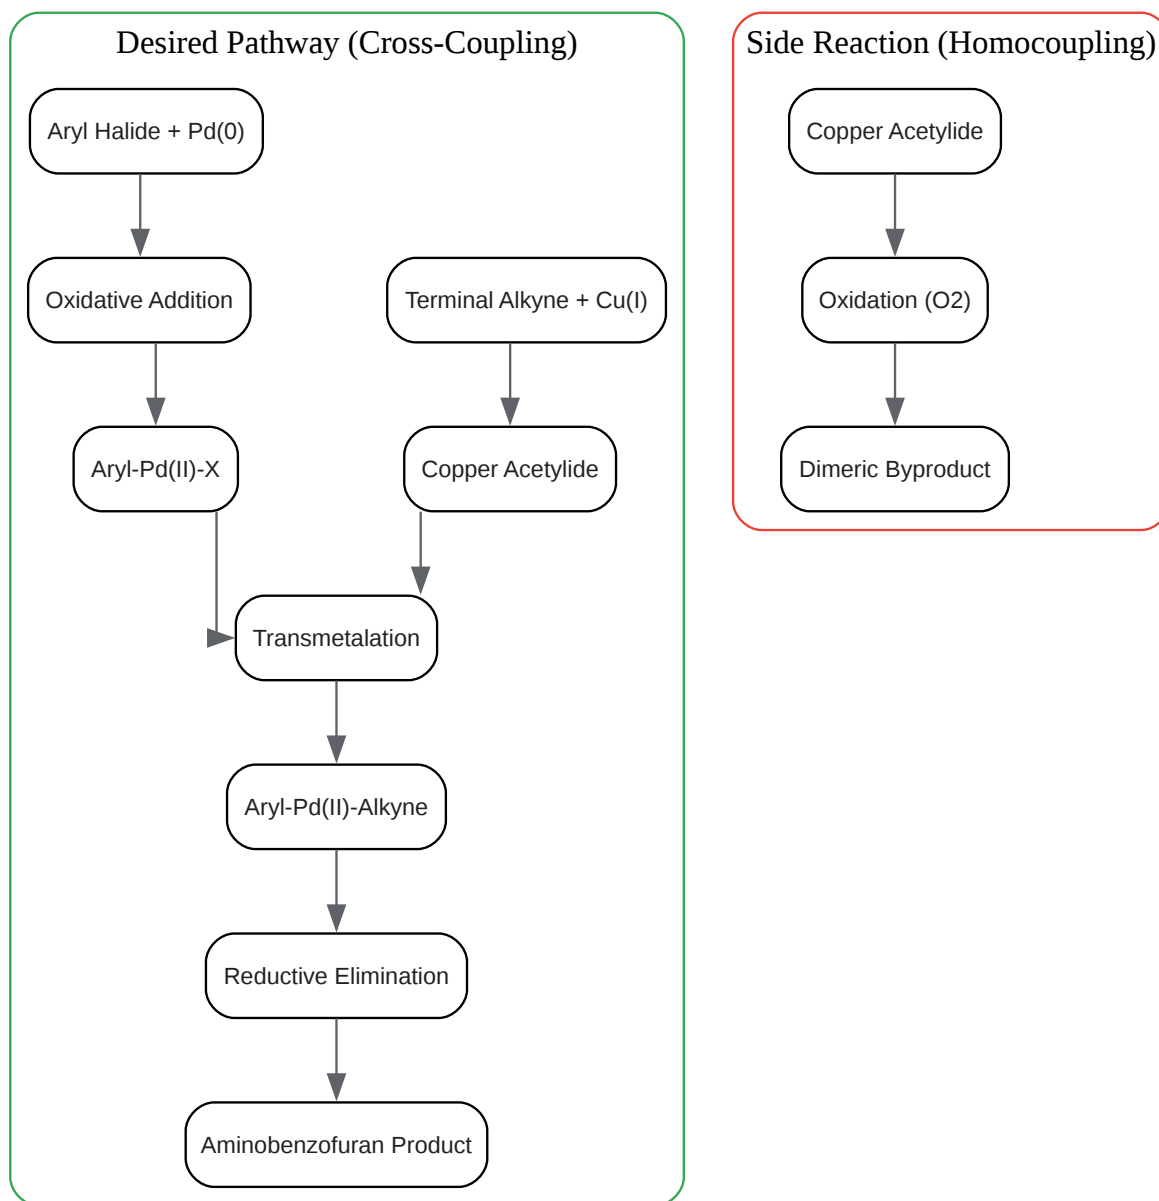 Desired Pathway (Cross-Coupling)
Aryl Halide + Pd(0)
Oxidative Addition
Terminal Alkyne + Cu(I)
Aryl-Pd(II)-X
Copper Acetylide
Transmetalation
Aryl-Pd(II)-Alkyne
Reductive Elimination
Aminobenzofuran Product
Side Reaction (Homocoupling)
Copper Acetylide
Oxidation (O2)
Dimeric Byproduct